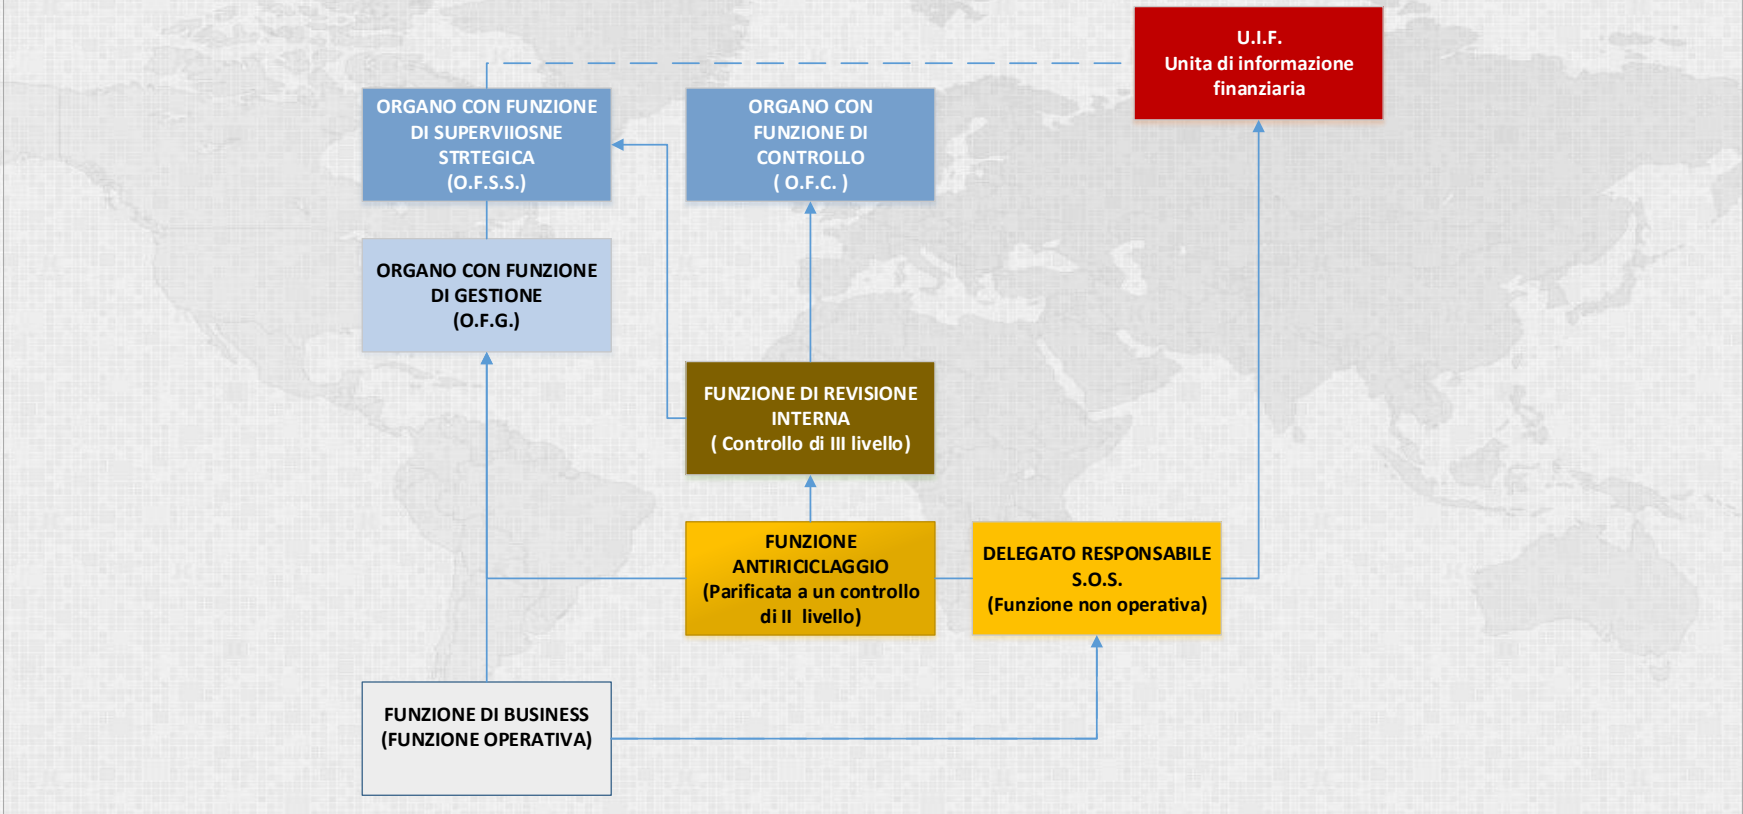 U.I.F.
Unita di informazione
finanziaria
ORGANO CON FUNZIONE
DI SUPERVIIOSNE
STRTEGICA
(O.F.S.S.)
ORGANO CON
FUNZIONE DI
CONTROLLO
( O.F.C. )
ORGANO CON FUNZIONE
DI GESTIONE
(O.F.G.)
FUNZIONE DI REVISIONE
INTERNA
( Controllo di III livello)
FUNZIONE
ANTIRICICLAGGIO
(Parificata a un controllo
di II livello)
DELEGATO RESPONSABILE
S.O.S.
(Funzione non operativa)
FUNZIONE DI BUSINESS
(FUNZIONE OPERATIVA)